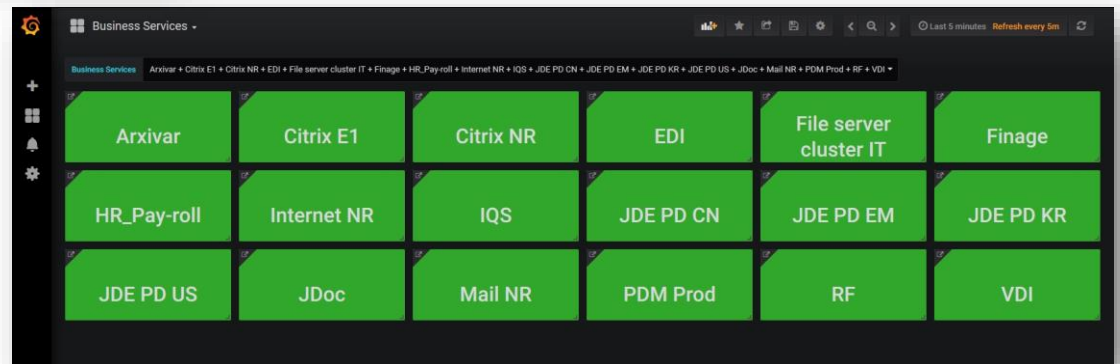 Business Services
Last 5 minutes Refresh every 5m
Business Services Arxivar + Citrix E1 + Citrix NR + EDI + File server cluster IT + Finage + HR_Pay-roll + Internet NR + IQS + JDE PD CN + JDE PD EM + JDE PD KR + JDE PD US + JDoc + Mail NR + PDM Prod + RF + VDI
Arxivar
Citrix E1
Citrix NR
EDI
File server
cluster IT
Finage
HR_Pay-roll
Internet NR
IQS
JDE PD CN
JDE PD EM
JDE PD KR
JDE PD US
JDoc
Mail NR
PDM Prod
RF
VDI